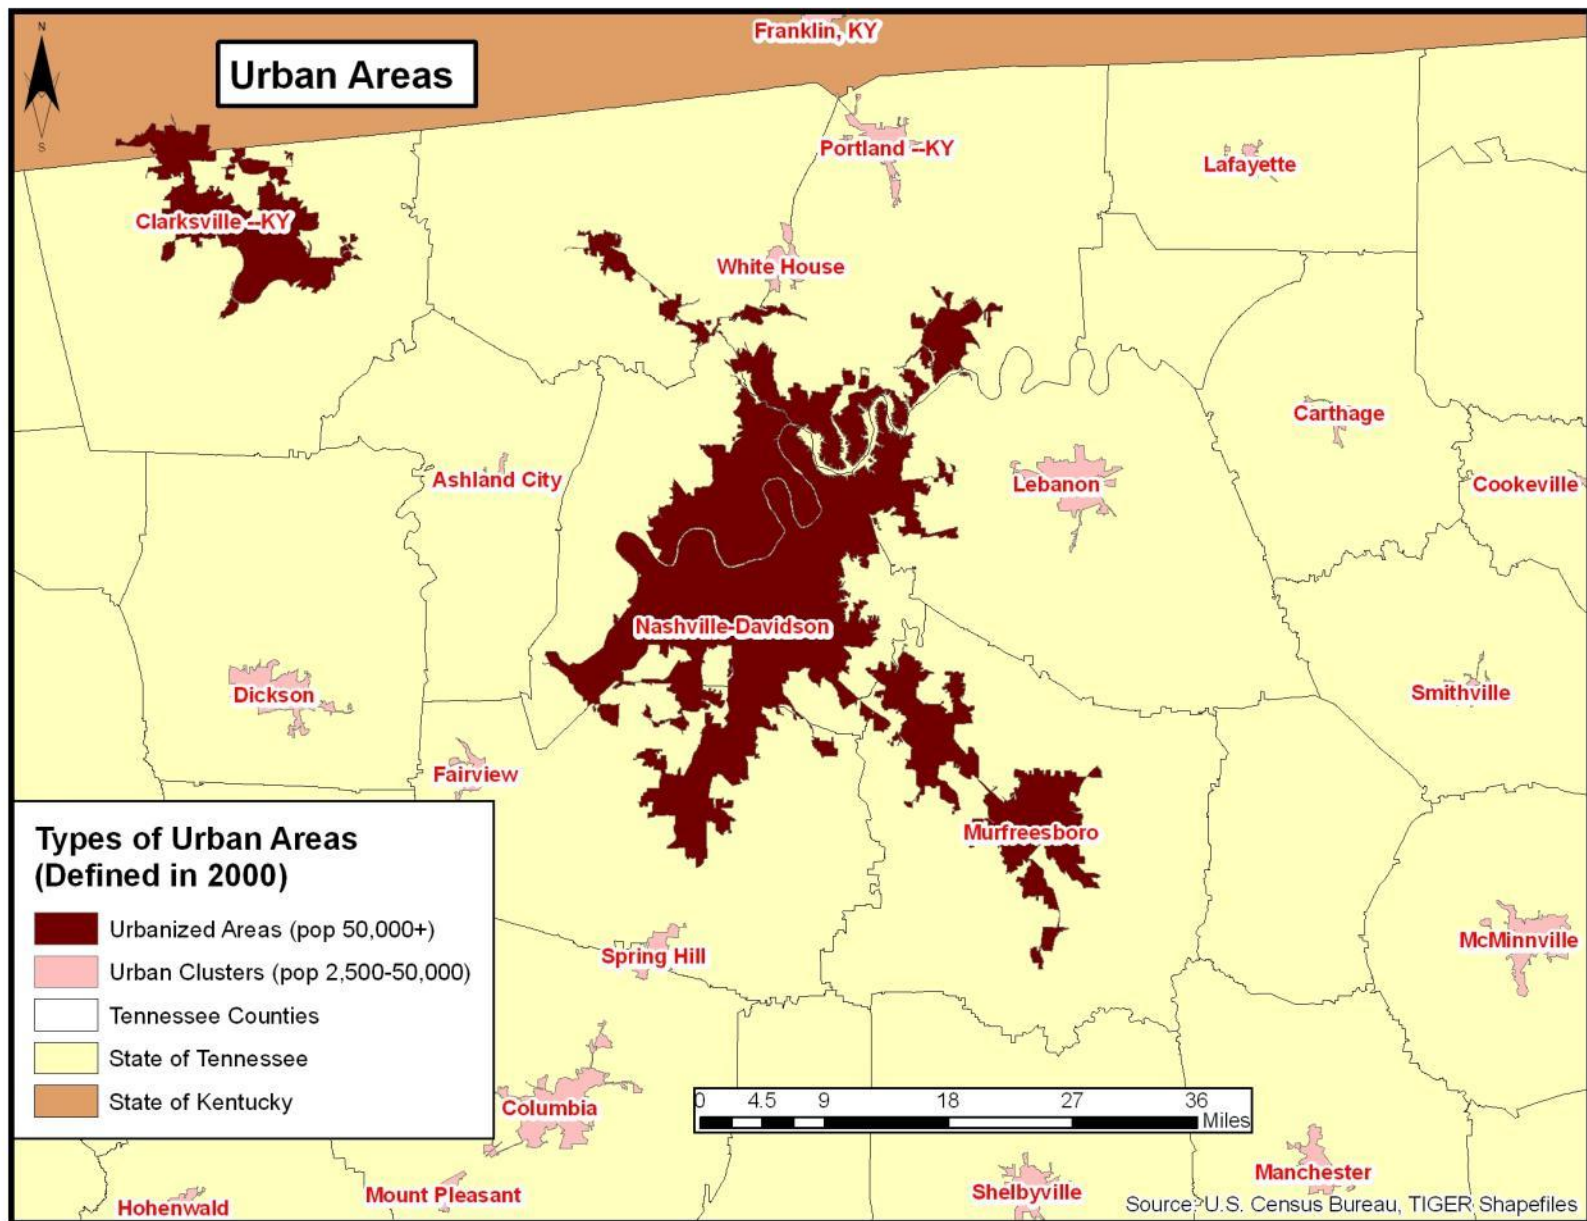 N
Franklin, KY
Urban Areas
S
Portland --KY
Lafayette
Clarksville --KY
White House
Carthage
Ashland City
Lebanon
Cookeville
Nashville-Davidson
Dickson
Smithville
Fairview
Murfreesboro
Types of Urban Areas
(Defined in 2000)
Urbanized Areas (pop 50,000+)
Urban Clusters (pop 2,500-50,000)
Tennessee Counties
State of Tennessee
State of Kentucky
Spring Hill
McMinnville
Columbia
0 4.5 9 18 27 36
Miles
Manchester
Hohenwald
Mount Pleasant
Shelbyville
Source: U.S. Census Bureau, TIGER Shapefiles